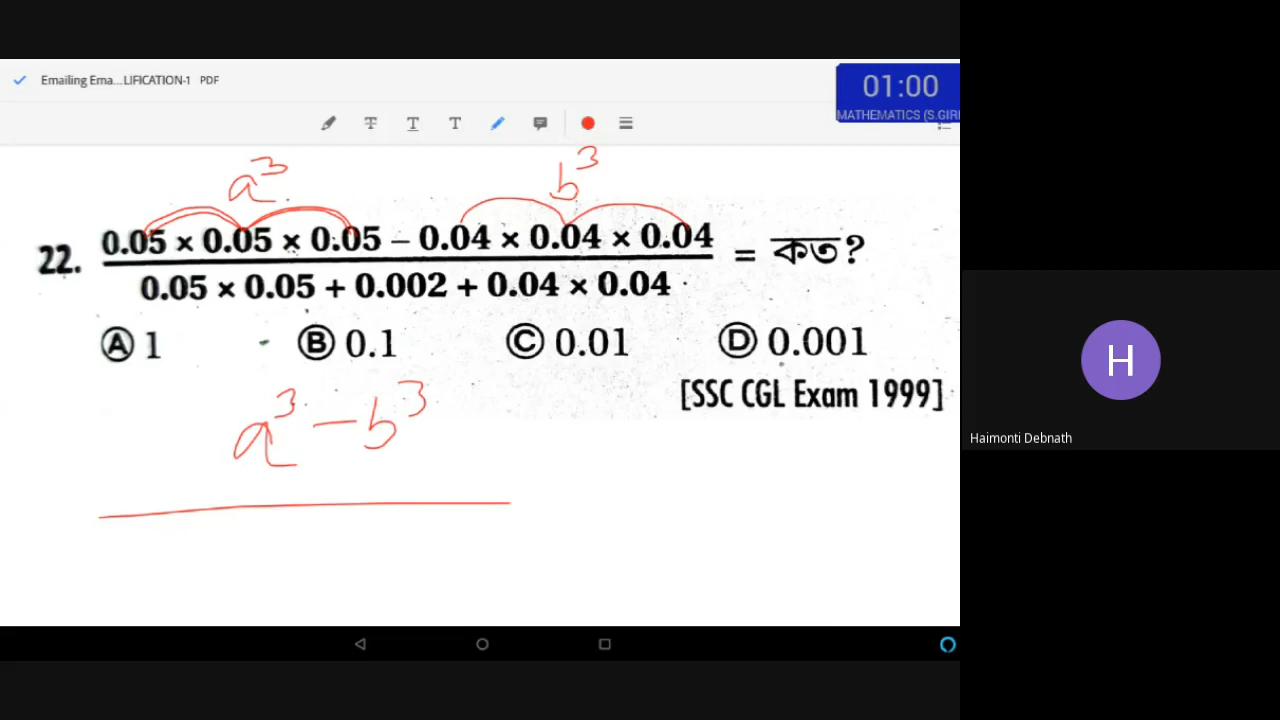 Emailing Ema...LIFICATION-1 PDF
01:00
MATHEMATICS (S.GIRI
T T T
a³ b³
22. 0.05 × 0.05 × 0.05 – 0.04 × 0.04 × 0.04
0.05 × 0.05 + 0.002 + 0.04 × 0.04
= কত?
Ⓐ 1 Ⓑ 0.1 Ⓒ 0.01 Ⓓ 0.001
[SSC CGL Exam 1999]
a³ – b³
H
Haimonti Debnath